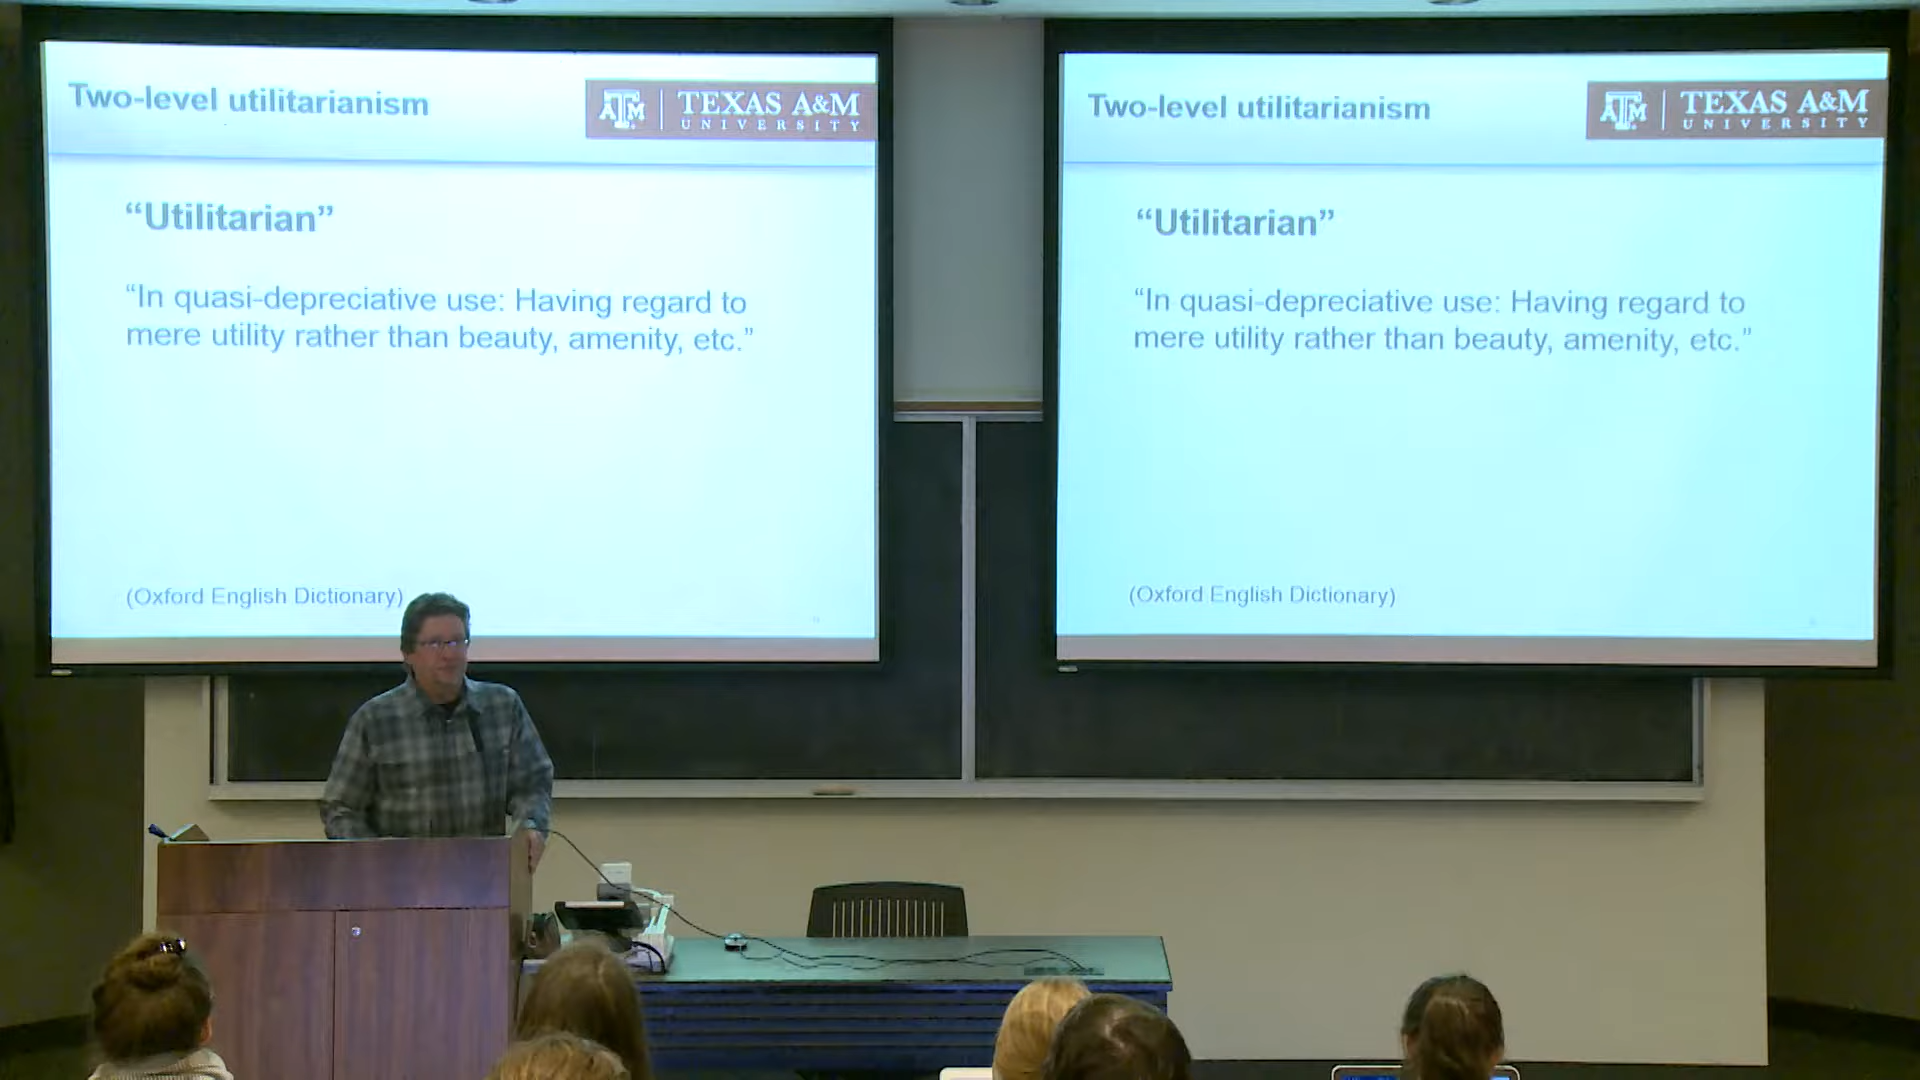 Two-level utilitarianism
ATM | TEXAS A&M
UNIVERSITY
“Utilitarian”
“In quasi-depreciative use: Having regard to
mere utility rather than beauty, amenity, etc.”
(Oxford English Dictionary)
Two-level utilitarianism
ATM | TEXAS A&M
UNIVERSITY
“Utilitarian”
“In quasi-depreciative use: Having regard to
mere utility rather than beauty, amenity, etc.”
(Oxford English Dictionary)